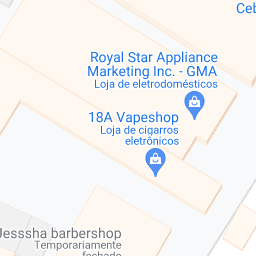 Ceb
Royal Star Appliance
Marketing Inc. - GMA
Loja de eletrodomésticos
18A Vapeshop
Loja de cigarros
eletrônicos
Jesssha barbershop
Temporariamente
fechado